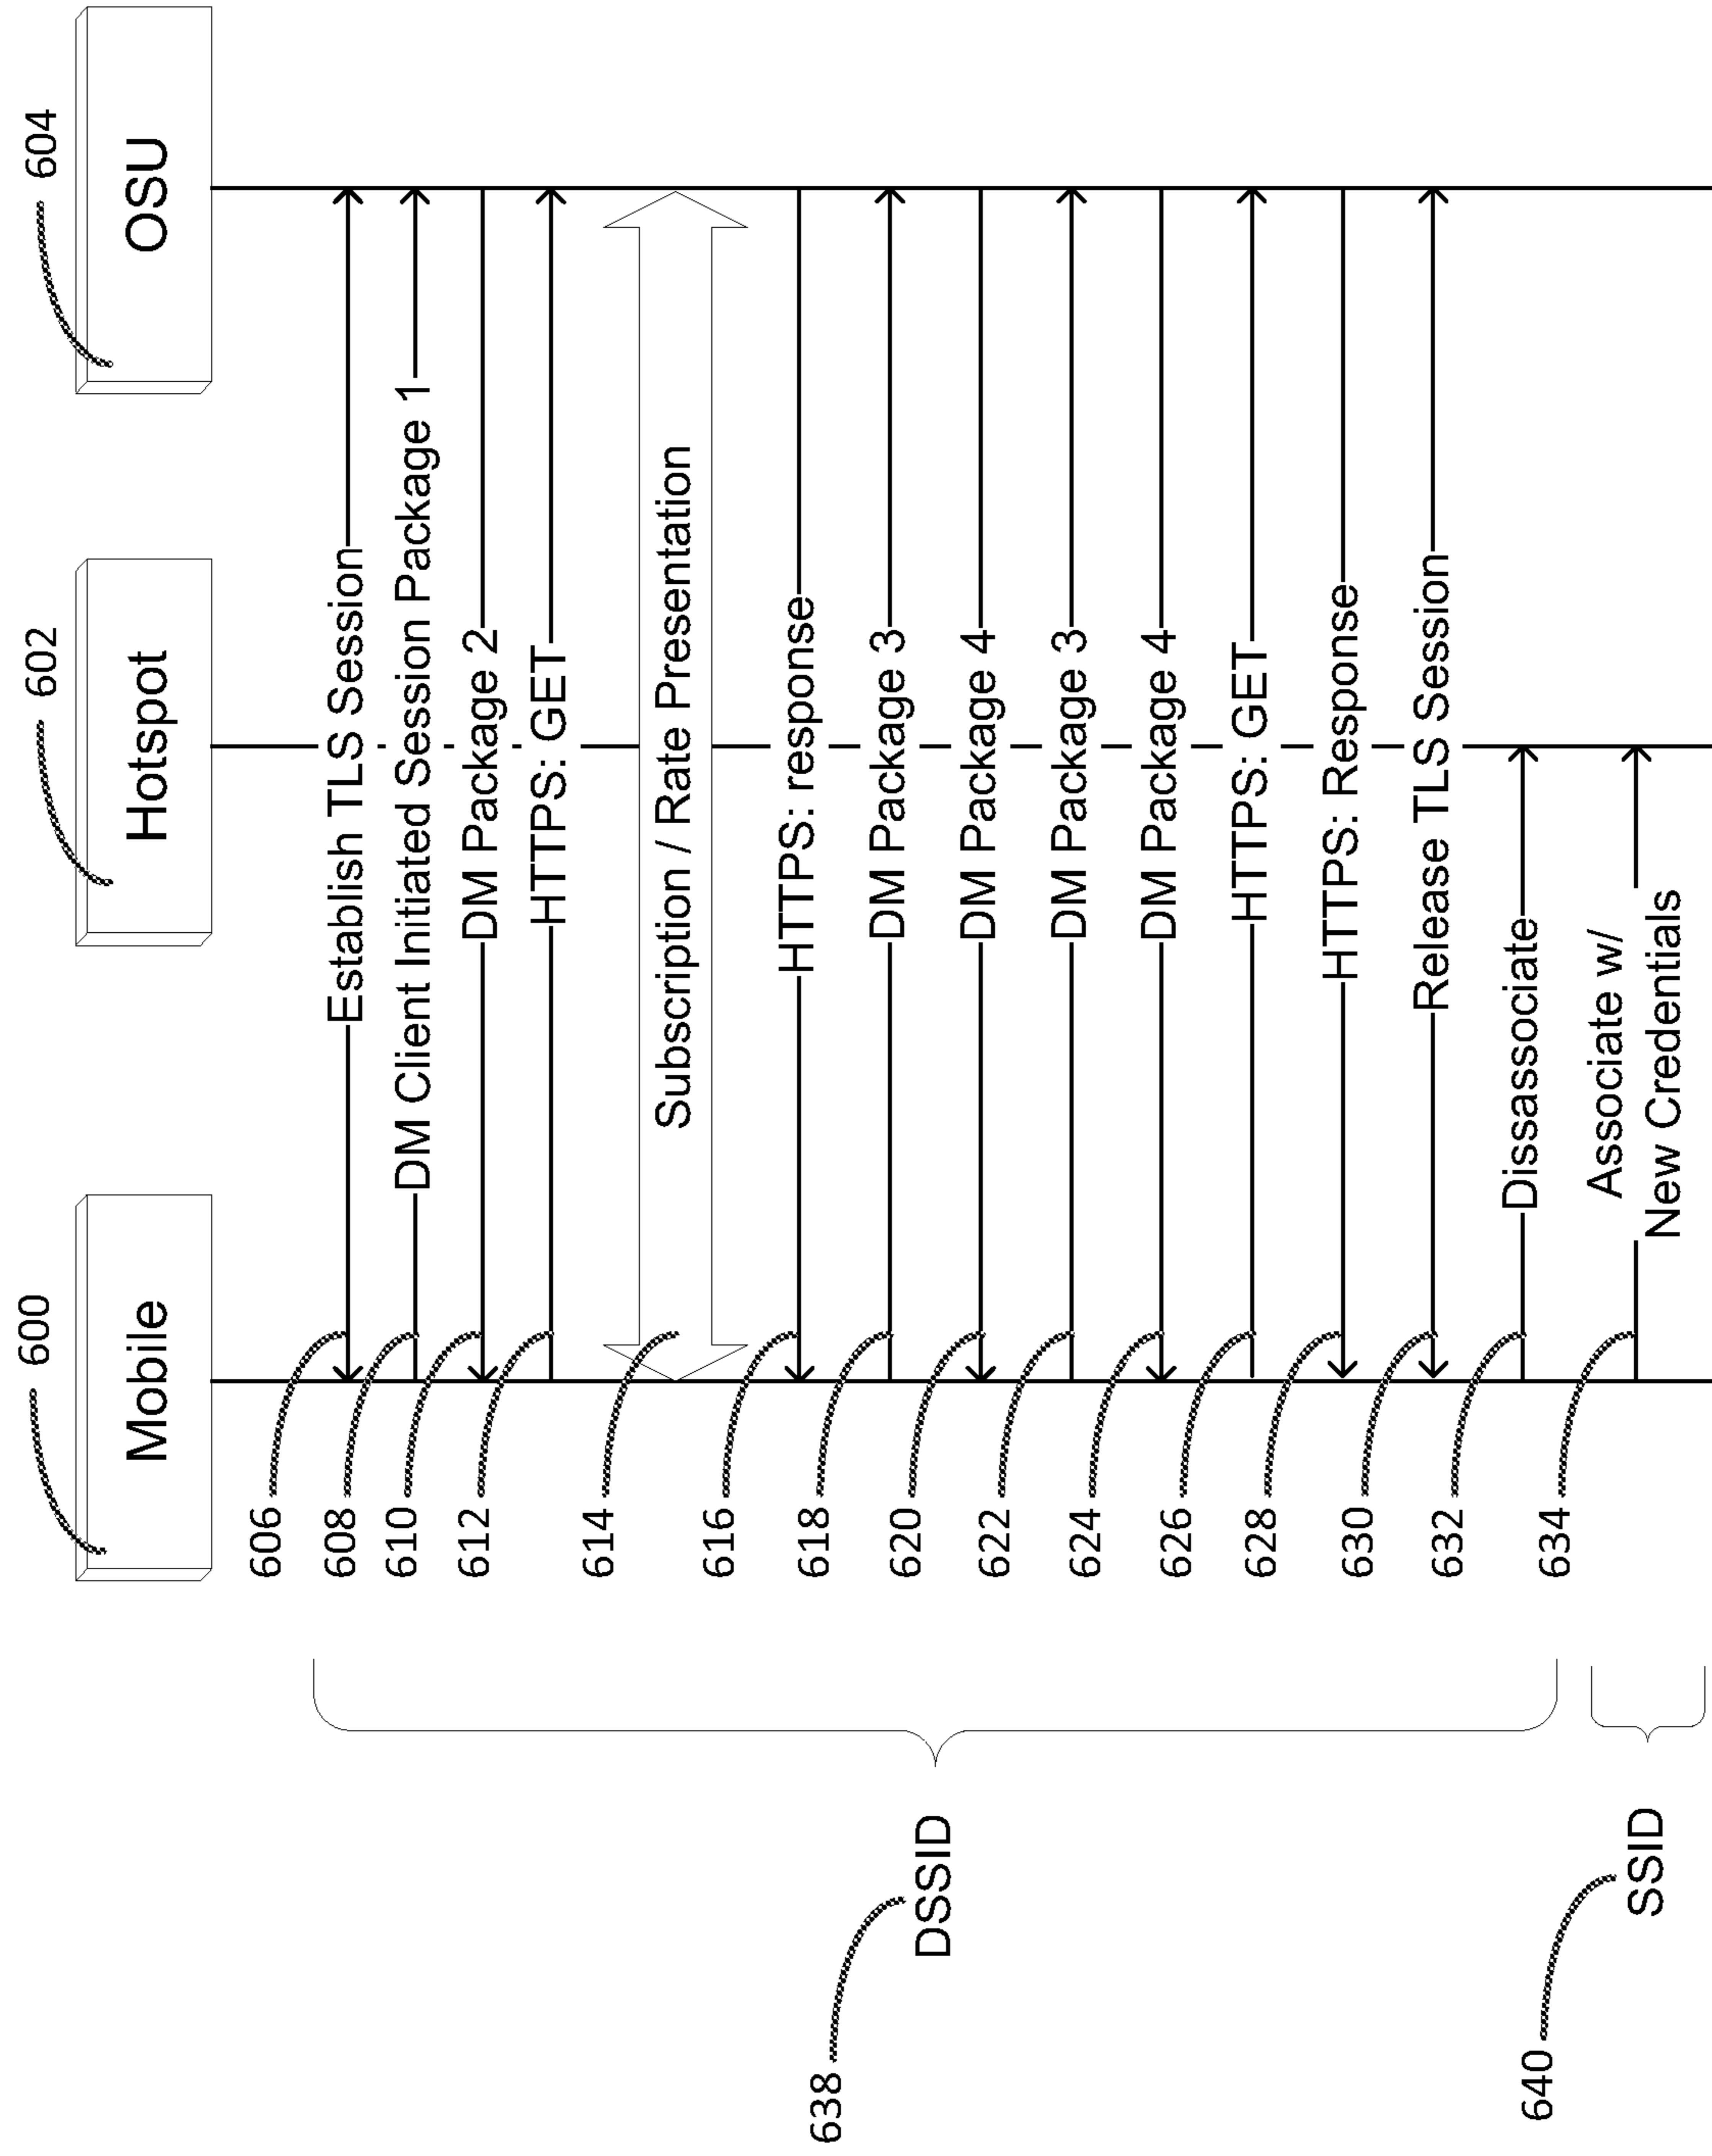 600
602
604
Mobile
Hotspot
OSU
606
Establish TLS Session
608
DM Client Initiated Session Package 1
610
DM Package 2
612
HTTPS: GET
614
Subscription / Rate Presentation
616
HTTPS: response
618
DM Package 3
620
DM Package 4
622
DM Package 3
624
DM Package 4
626
HTTPS: GET
628
HTTPS: Response
630
Release TLS Session
632
Dissassociate
634
Associate w/
New Credentials
638
DSSID
640
SSID